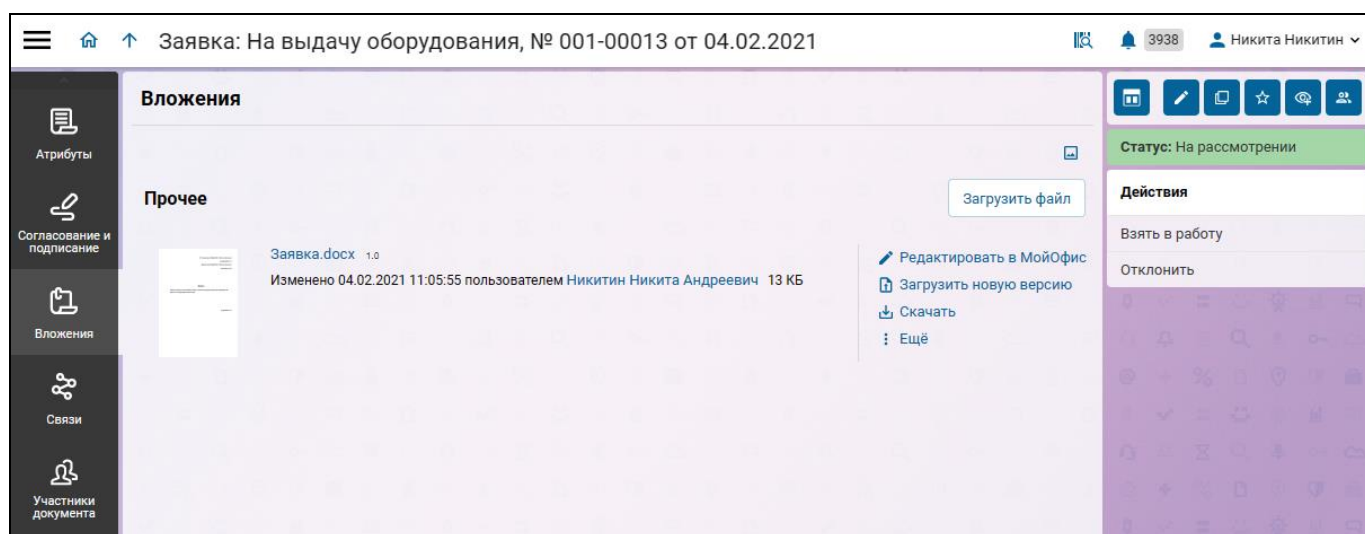 Заявка: На выдачу оборудования, № 001-00013 от 04.02.2021
3938
Никита Никитин
Атрибуты
Согласование и
подписание
Вложения
Связи
Участники
документа
Вложения
Прочее
Загрузить файл
Заявка.docx 1.0
Изменено 04.02.2021 11:05:55 пользователем Никитин Никита Андреевич 13 КБ
Редактировать в МойОфис
Загрузить новую версию
Скачать
Ещё
Статус: На рассмотрении
Действия
Взять в работу
Отклонить